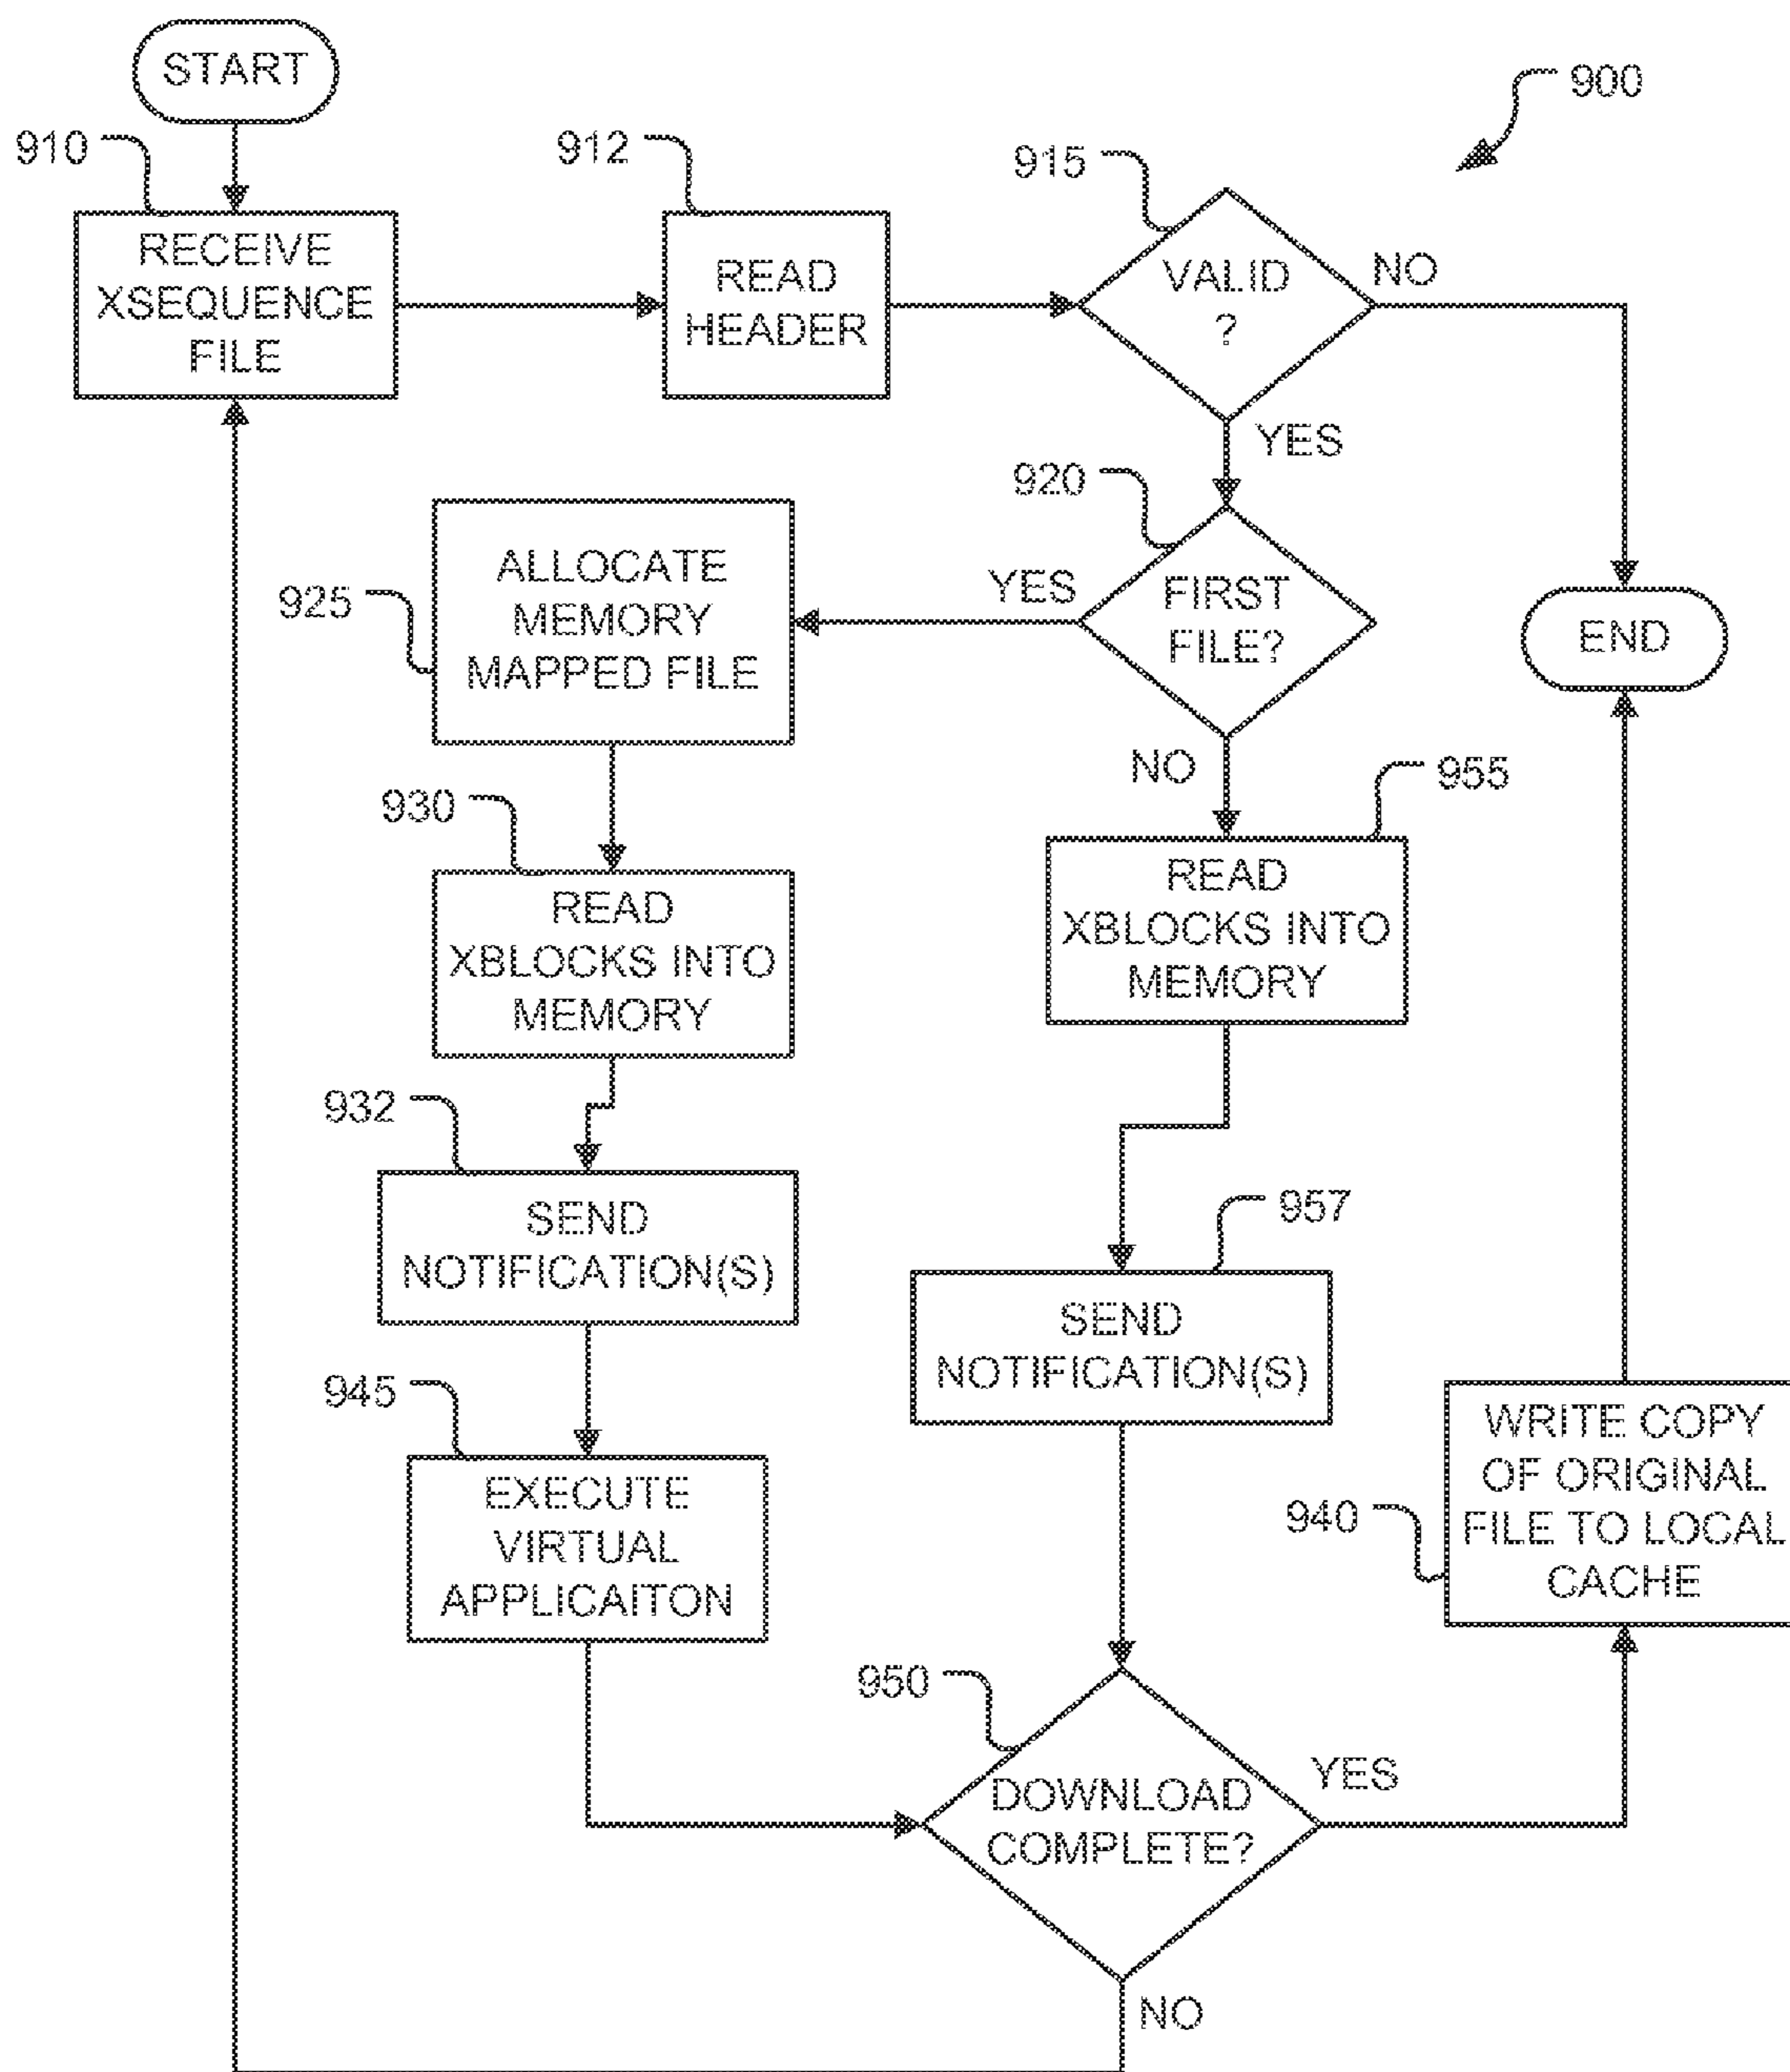 START
900
910
912
915
RECEIVE
XSEQUENCE
FILE
READ
HEADER
VALID
?
NO
YES
920
ALLOCATE
MEMORY
MAPPED FILE
925
YES
FIRST
FILE?
END
NO
955
930
READ
XBLOCKS INTO
MEMORY
READ
XBLOCKS INTO
MEMORY
932
SEND
NOTIFICATION(S)
957
SEND
NOTIFICATION(S)
945
EXECUTE
VIRTUAL
APPLICAITON
WRITE COPY
OF ORIGINAL
FILE TO LOCAL
CACHE
940
950
DOWNLOAD
COMPLETE?
YES
NO